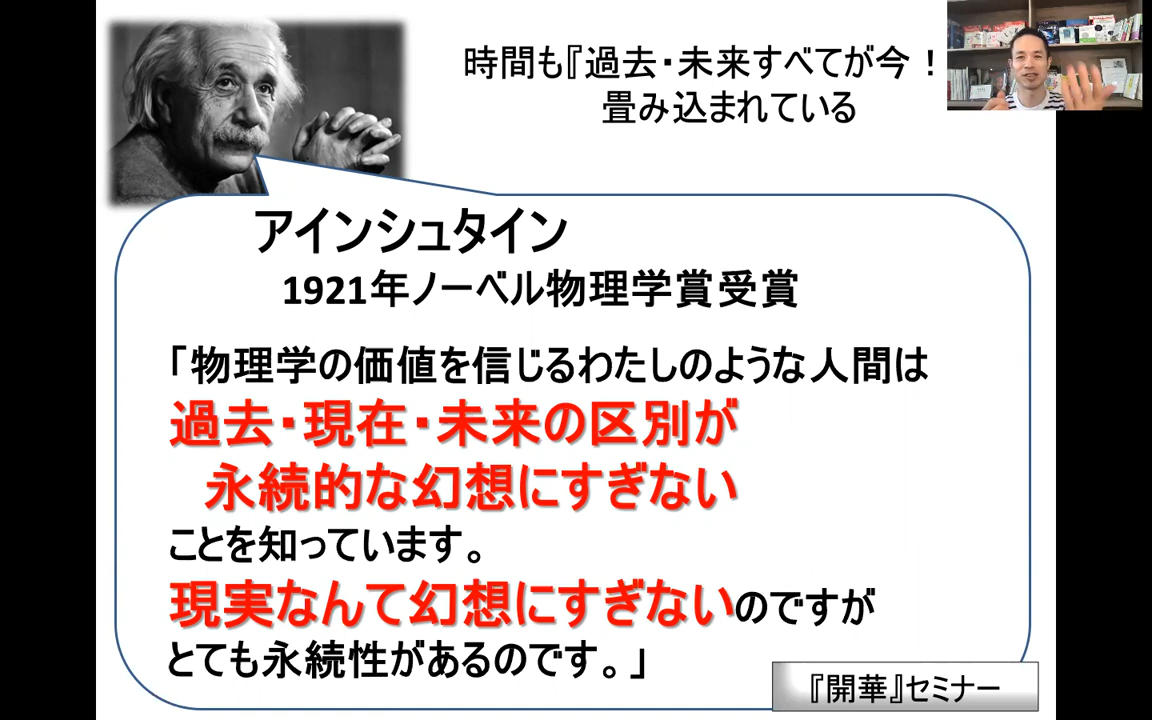 時間も『過去・未来すべてが今！
畳み込まれている
アインシュタイン
1921年ノーベル物理学賞受賞
「物理学の価値を信じるわたしのような人間は
過去・現在・未来の区別が
永続的な幻想にすぎない
ことを知っています。
現実なんて幻想にすぎないのですが
とても永続性があるのです。」
『開華』セミナー